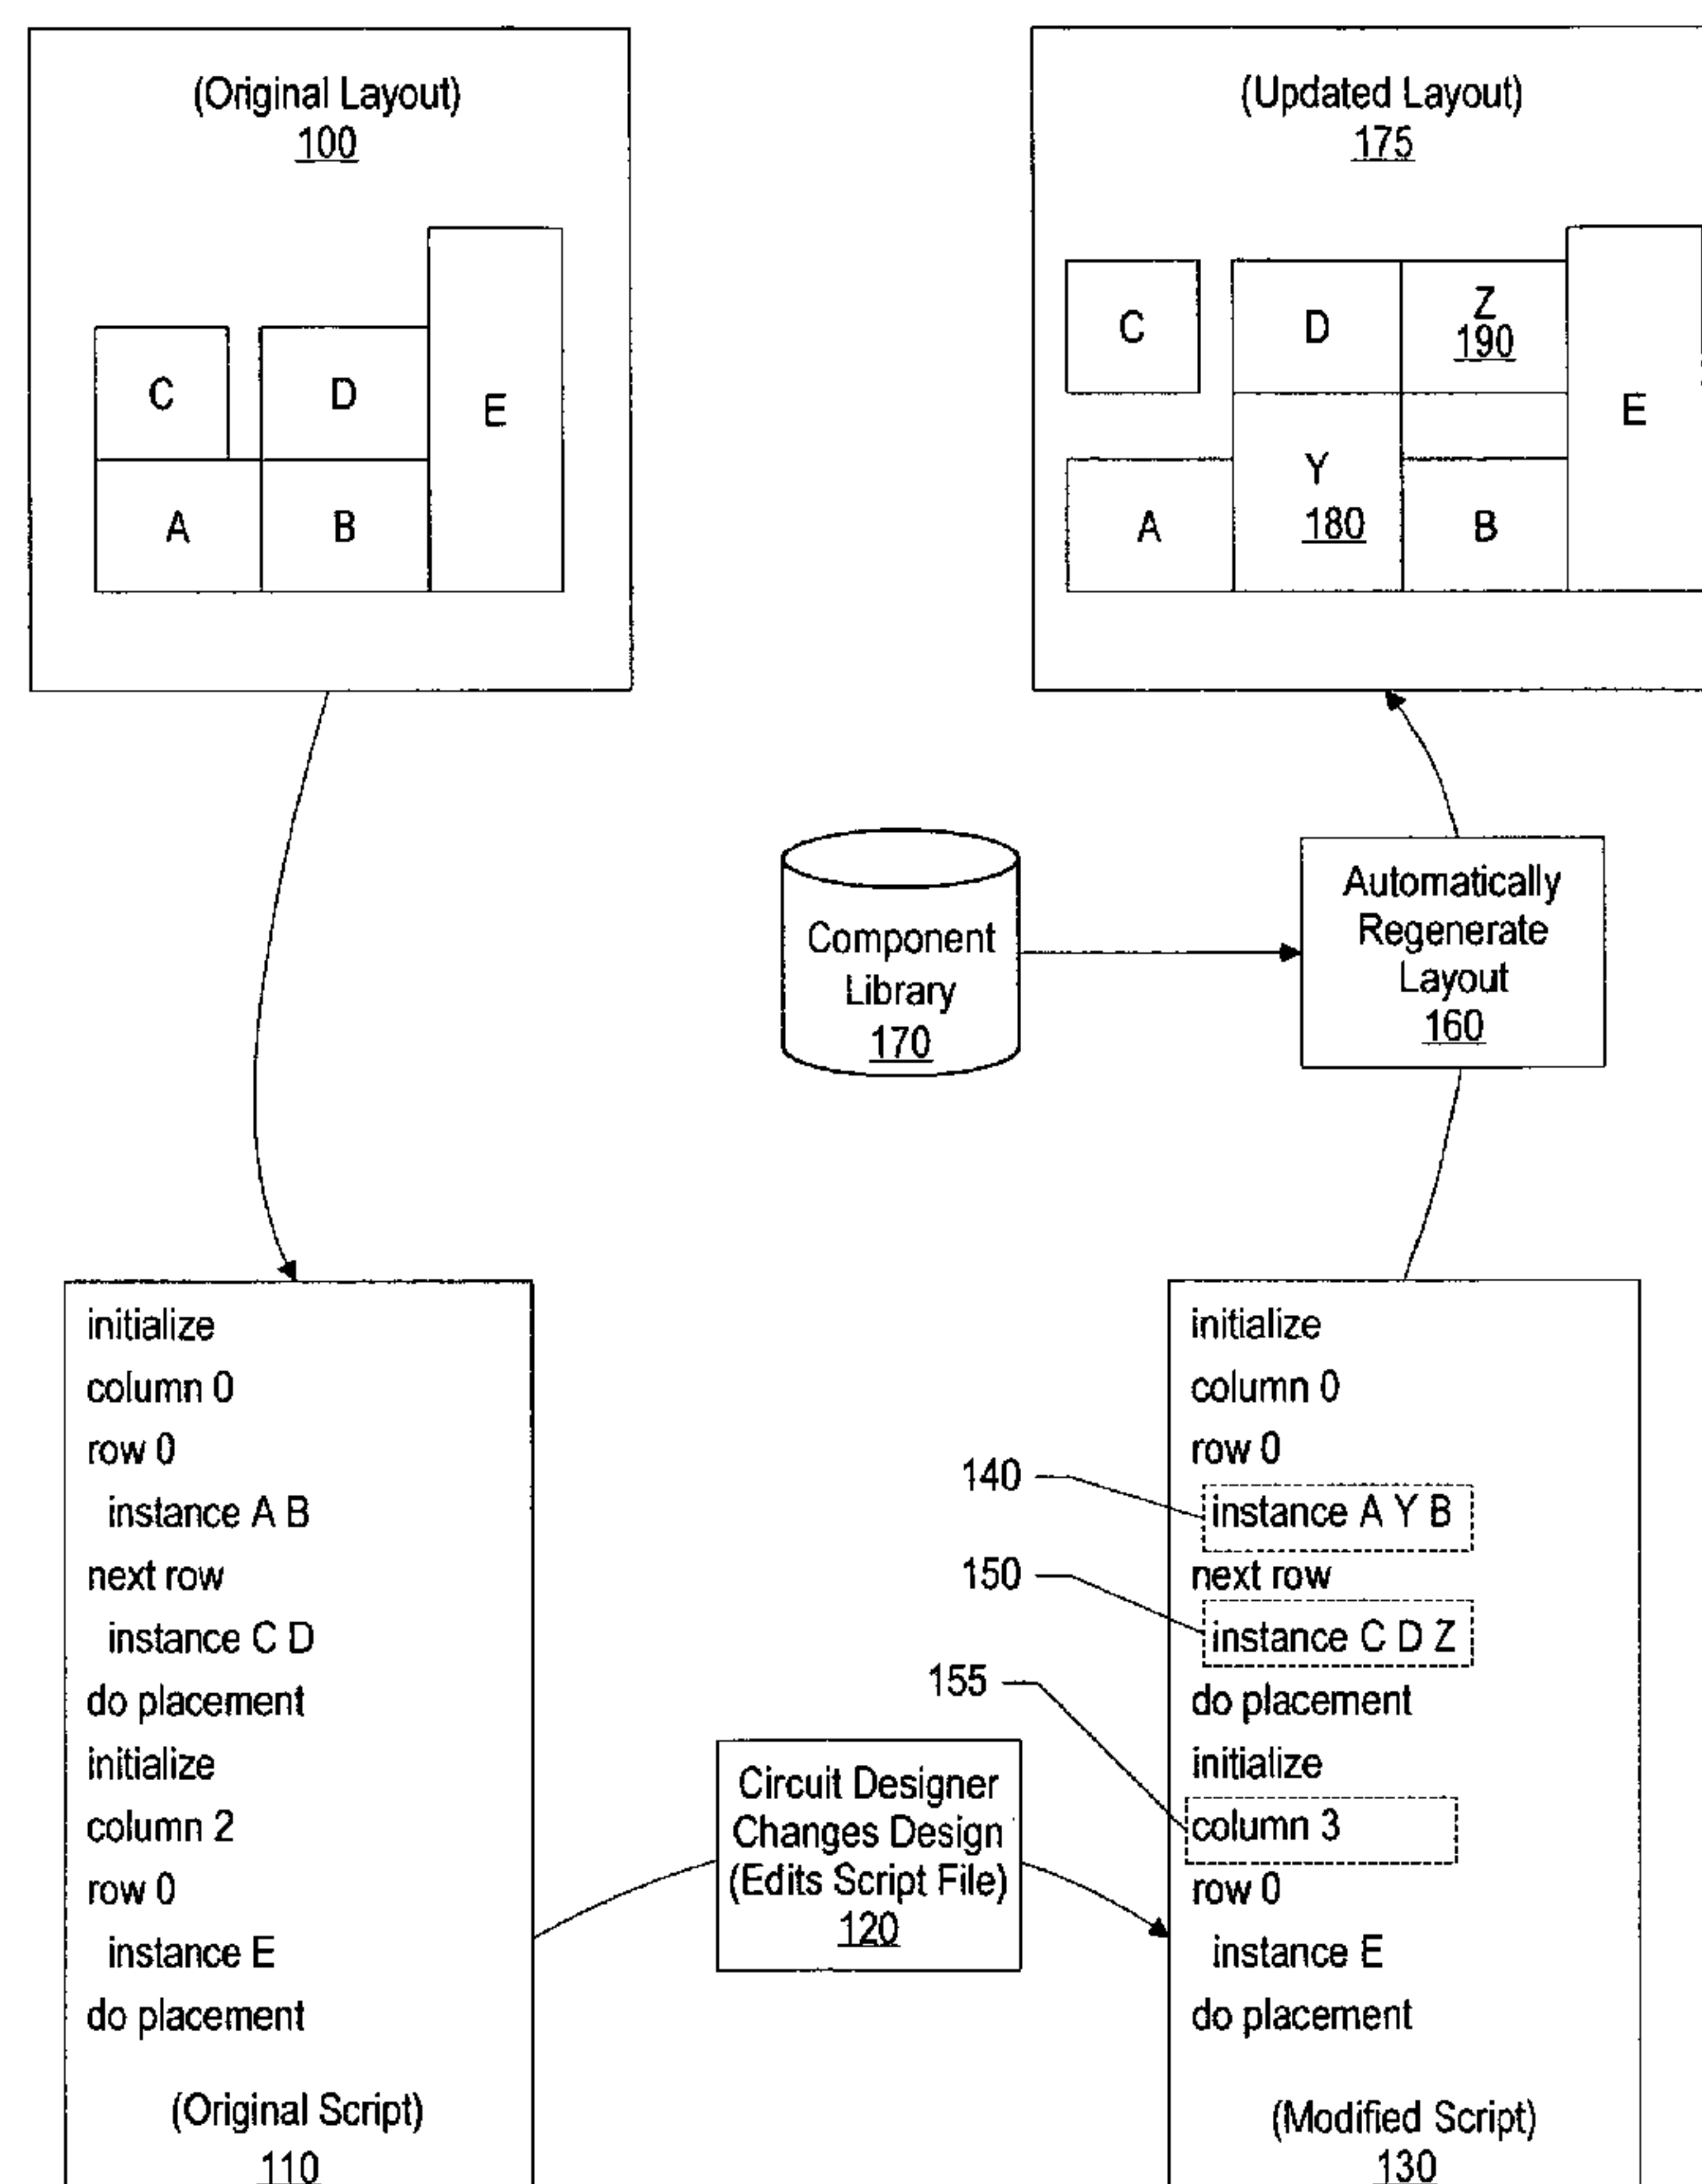 (Original Layout)
100
C
D
E
A
B
(Updated Layout)
175
C
D
Z
190
E
Y
A
180
B
Component
Library
170
Automatically
Regenerate
Layout
160
initialize
column 0
row 0
instance A B
next row
instance C D
do placement
initialize
column 2
row 0
instance E
do placement
(Original Script)
110
Circuit Designer
Changes Design
(Edits Script File)
120
140
150
155
initialize
column 0
row 0
instance A Y B
next row
instance C D Z
do placement
initialize
column 3
row 0
instance E
do placement
(Modified Script)
130